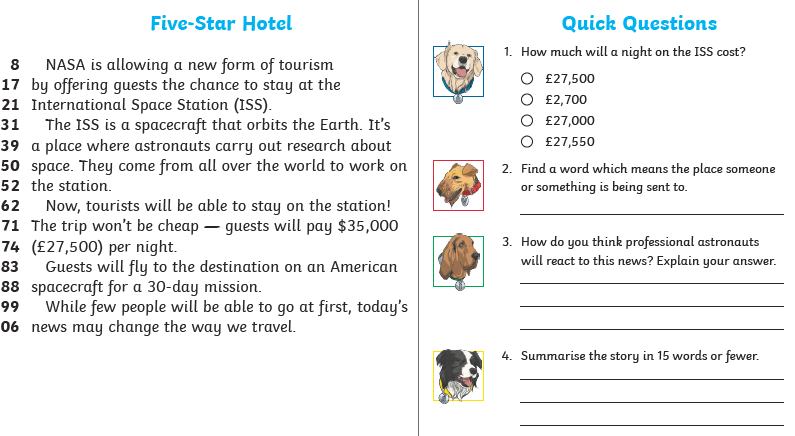 Five-Star Hotel
8 NASA is allowing a new form of tourism
17 by offering guests the chance to stay at the
21 International Space Station (ISS).
31 The ISS is a spacecraft that orbits the Earth. It's
39 a place where astronauts carry out research about
50 space. They come from all over the world to work on
52 the station.
62 Now, tourists will be able to stay on the station!
71 The trip won't be cheap — guests will pay $35,000
74 (£27,500) per night.
83 Guests will fly to the destination on an American
88 spacecraft for a 30-day mission.
99 While few people will be able to go at first, today's
06 news may change the way we travel.
Quick Questions
1. How much will a night on the ISS cost?
£27,500
£2,700
£27,000
£27,550
2. Find a word which means the place someone
or something is being sent to.
3. How do you think professional astronauts
will react to this news? Explain your answer.
4. Summarise the story in 15 words or fewer.